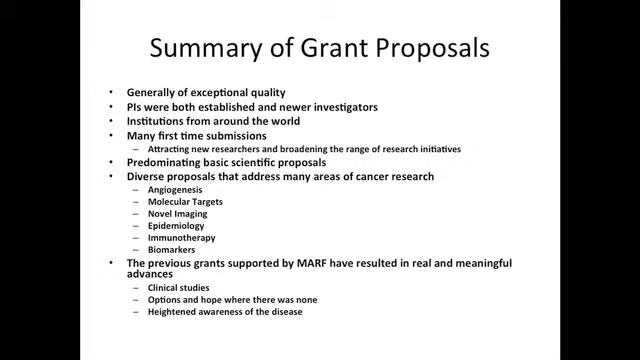 Summary of Grant Proposals
• Generally of exceptional quality
• PIs were both established and newer investigators
• Institutions from around the world
• Many first time submissions
– Attracting new researchers and broadening the range of research initiatives
• Predominating basic scientific proposals
• Diverse proposals that address many areas of cancer research
– Angiogenesis
– Molecular Targets
– Novel Imaging
– Epidemiology
– Immunotherapy
– Biomarkers
• The previous grants supported by MARF have resulted in real and meaningful
advances
– Clinical studies
– Options and hope where there was none
– Heightened awareness of the disease